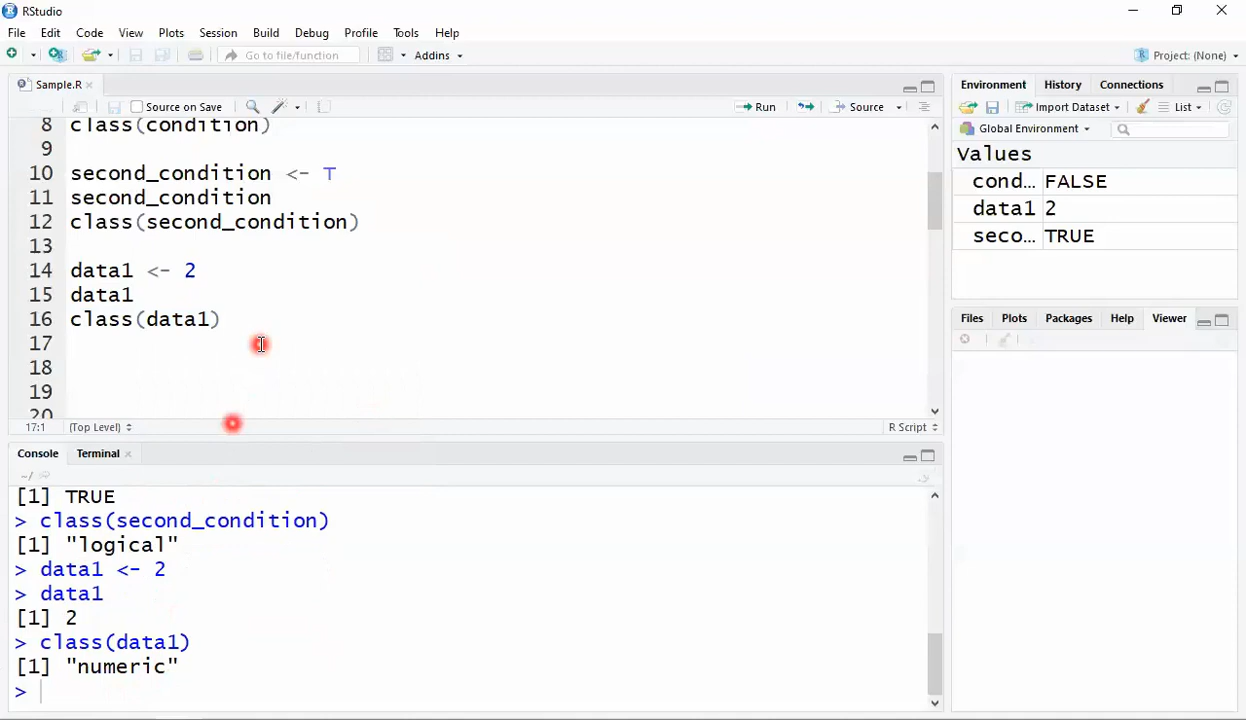 RStudio
File Edit Code View Plots Session Build Debug Profile Tools Help
Go to file/function Addins Project: (None)
Sample.R
Source on Save Run Source
8 class(condition)
9
10 second_condition <- T
11 second_condition
12 class(second_condition)
13
14 data1 <- 2
15 data1
16 class(data1)
17
18
19
20
17:1 (Top Level) R Script
Console Terminal
~/
[1] TRUE
> class(second_condition)
[1] "logical"
> data1 <- 2
> data1
[1] 2
> class(data1)
[1] "numeric"
>
Environment History Connections
Import Dataset List
Global Environment
Values
cond... FALSE
data1 2
seco... TRUE
Files Plots Packages Help Viewer